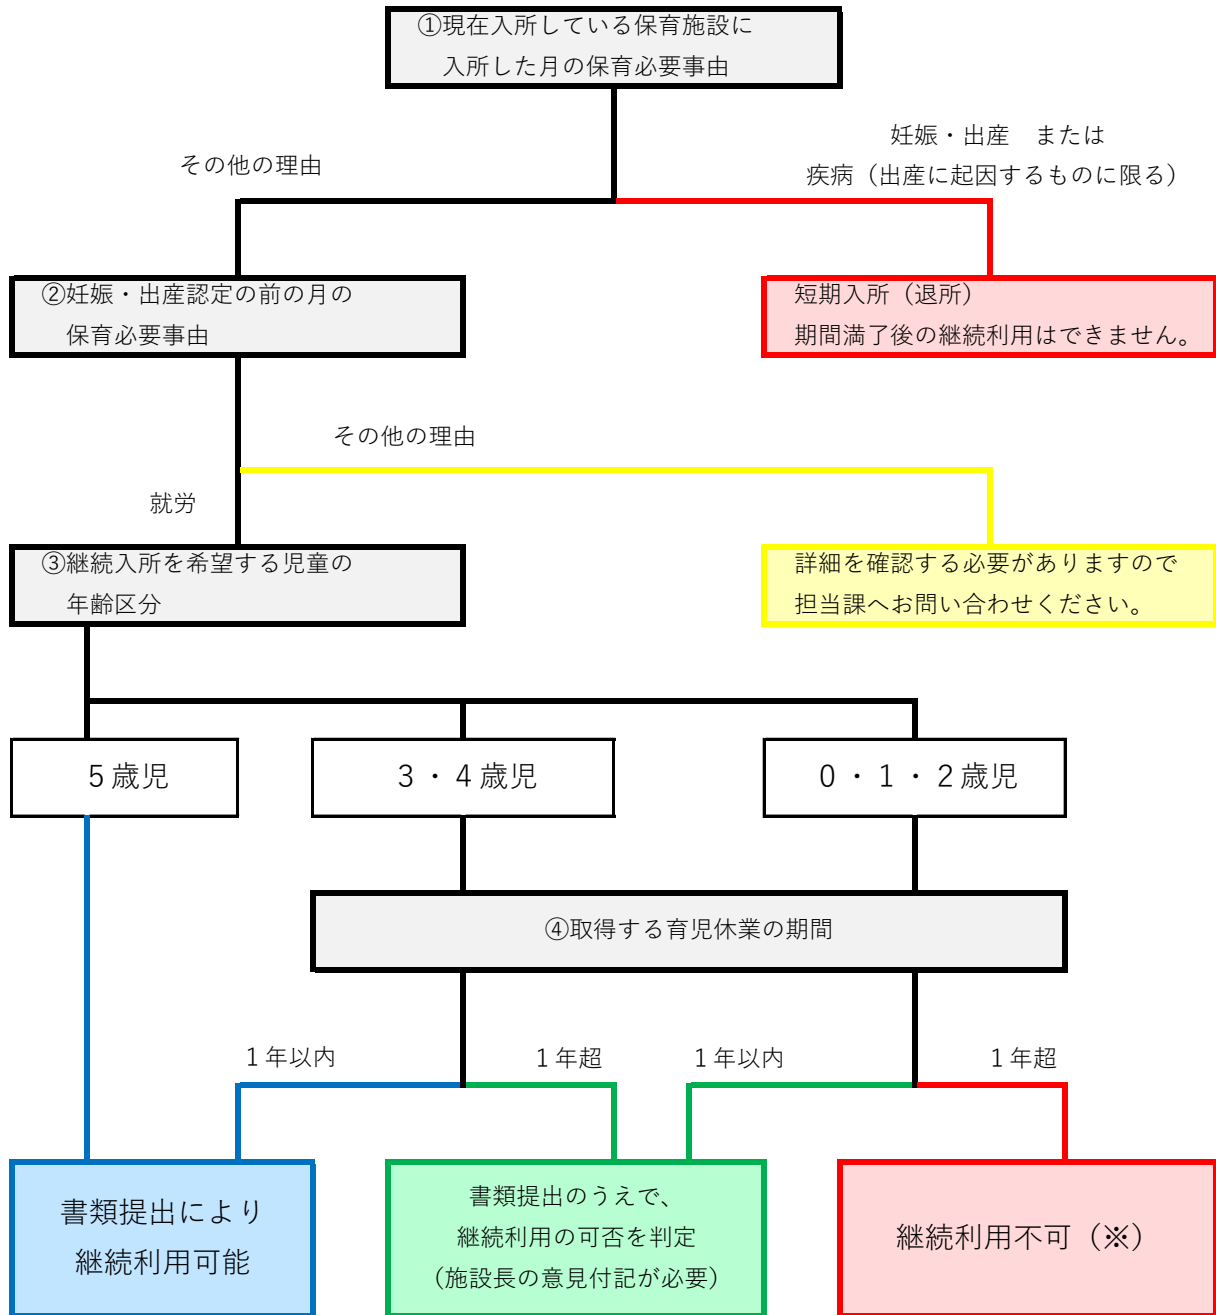 ①現在入所している保育施設に
入所した月の保育必要事由
妊娠・出産　または
疾病（出産に起因するものに限る）
その他の理由
②妊娠・出産認定の前の月の
保育必要事由
短期入所（退所）
期間満了後の継続利用はできません。
その他の理由
就労
③継続入所を希望する児童の
年齢区分
詳細を確認する必要がありますので
担当課へお問い合わせください。
５歳児
３・４歳児
０・１・２歳児
④取得する育児休業の期間
１年以内
１年超
１年以内
１年超
書類提出により
継続利用可能
書類提出のうえで、
継続利用の可否を判定
（施設長の意見付記が必要）
継続利用不可（※）